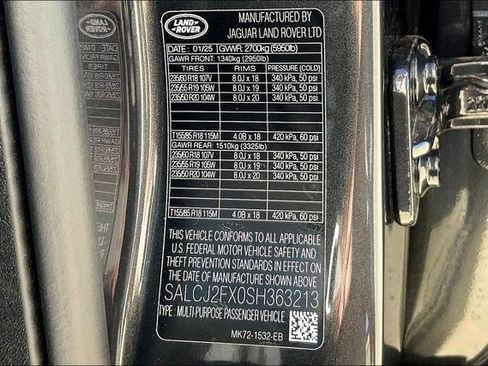 LAND
ROVER
MANUFACTURED BY
JAGUAR LAND ROVER LTD
DATE: 01/25 GVWR: 2700kg (5950lb)
GAWR FRONT: 1340kg (2950lb)
TIRES RIMS PRESSURE (COLD)
235/60 R18 107V 8.0J x 18 340 kPa, 50 psi
235/55 R19 105W 8.0J x 19 340 kPa, 50 psi
235/50 R20 104W 8.0J x 20 340 kPa, 50 psi
T155/85 R18 115M 4.0B x 18 420 kPa, 60 psi
GAWR REAR: 1510kg (3325lb)
235/60 R18 107V 8.0J x 18 340 kPa, 50 psi
235/55 R19 105W 8.0J x 19 340 kPa, 50 psi
235/50 R20 104W 8.0J x 20 340 kPa, 50 psi
T155/85 R18 115M 4.0B x 18 420 kPa, 60 psi
THIS VEHICLE CONFORMS TO ALL APPLICABLE
U.S. FEDERAL MOTOR VEHICLE SAFETY,
THEFT PREVENTION STANDARDS IN EFFECT
ON THE DATE OF MANUFACTURE SHOWN ABOVE
SALCJ2FX0SH363213
TYPE: MULTI-PURPOSE PASSENGER VEHICLE
MK72-1532-EB